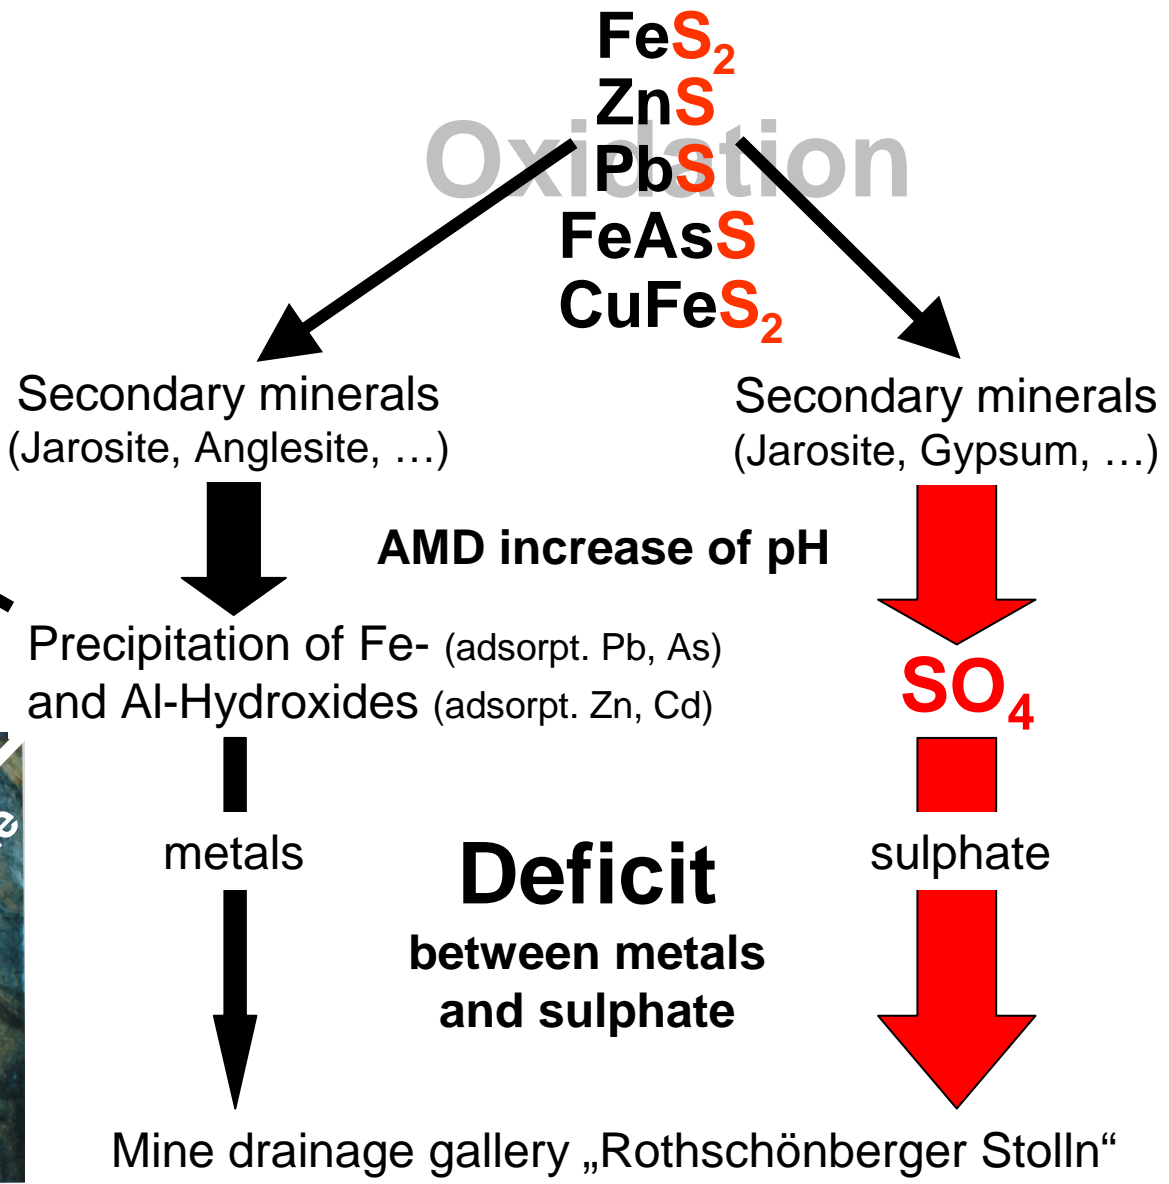 FeS₂
ZnS
Oxidation
PbS
FeAsS
CuFeS₂
Secondary minerals
(Jarosite, Anglesite, …)
Secondary minerals
(Jarosite, Gypsum, …)
AMD increase of pH
Precipitation of Fe- (adsorpt. Pb, As)
and Al-Hydroxides (adsorpt. Zn, Cd)
SO₄
metals
Deficit
between metals
and sulphate
sulphate
Mine drainage gallery „Rothschönberger Stolln“